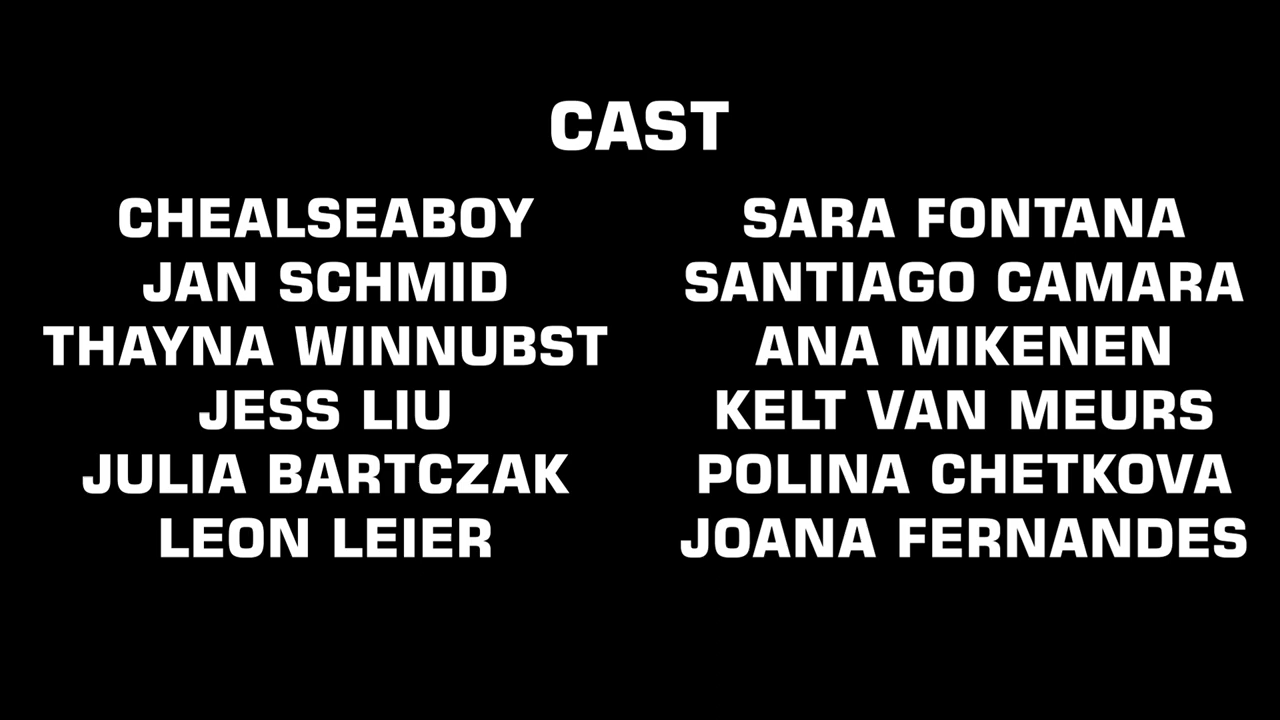 CAST
CHEALSEABOY
JAN SCHMID
THAYNA WINNUBST
JESS LIU
JULIA BARTCZAK
LEON LEIER
SARA FONTANA
SANTIAGO CAMARA
ANA MIKENEN
KELT VAN MEURS
POLINA CHETKOVA
JOANA FERNANDES